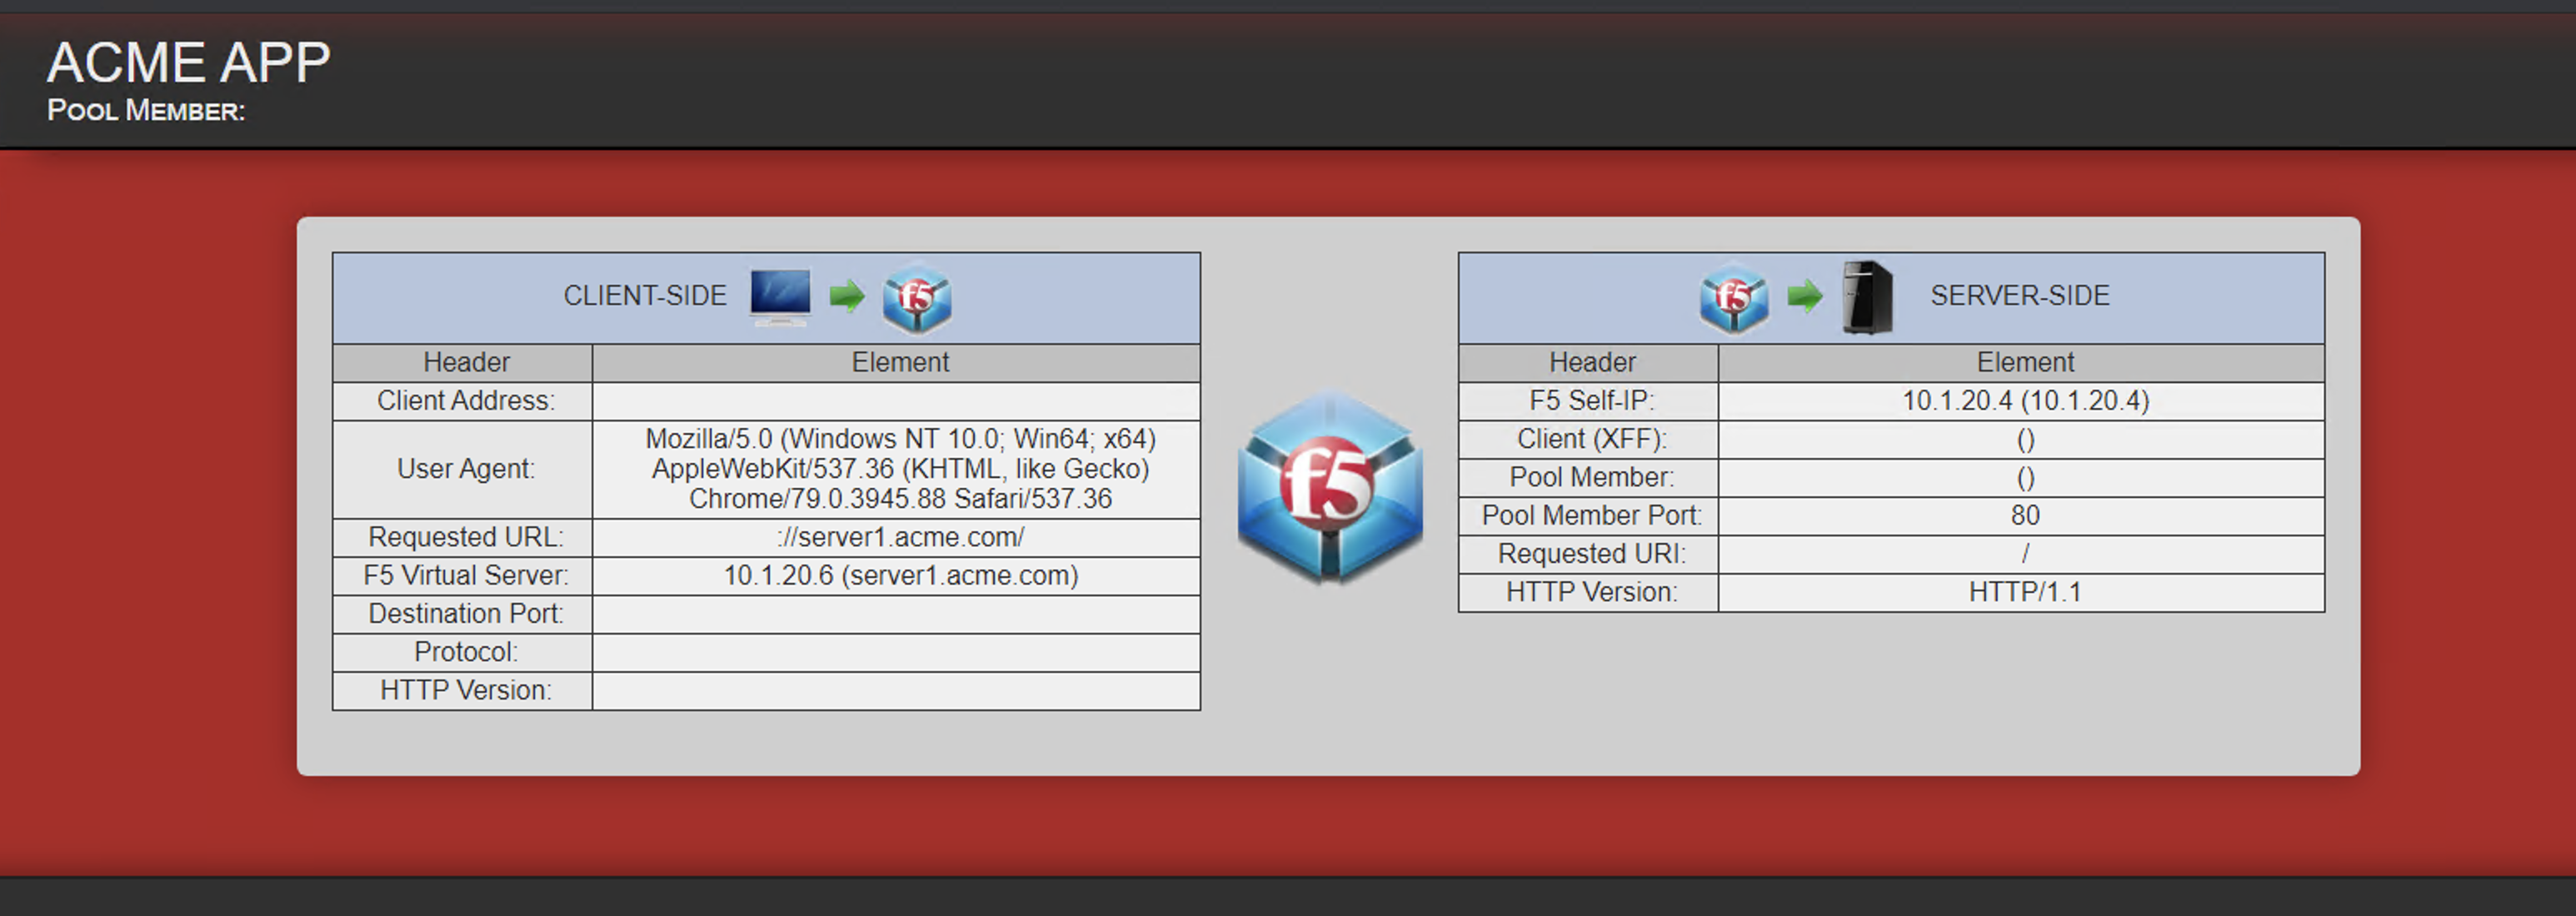 ACME APP
POOL MEMBER:
CLIENT-SIDE f5
Header Element
Client Address:
User Agent: Mozilla/5.0 (Windows NT 10.0; Win64; x64)
AppleWebKit/537.36 (KHTML, like Gecko)
Chrome/79.0.3945.88 Safari/537.36
Requested URL: ://server1.acme.com/
F5 Virtual Server: 10.1.20.6 (server1.acme.com)
Destination Port:
Protocol:
HTTP Version:
f5
f5 SERVER-SIDE
Header Element
F5 Self-IP: 10.1.20.4 (10.1.20.4)
Client (XFF): ()
Pool Member: ()
Pool Member Port: 80
Requested URI: /
HTTP Version: HTTP/1.1